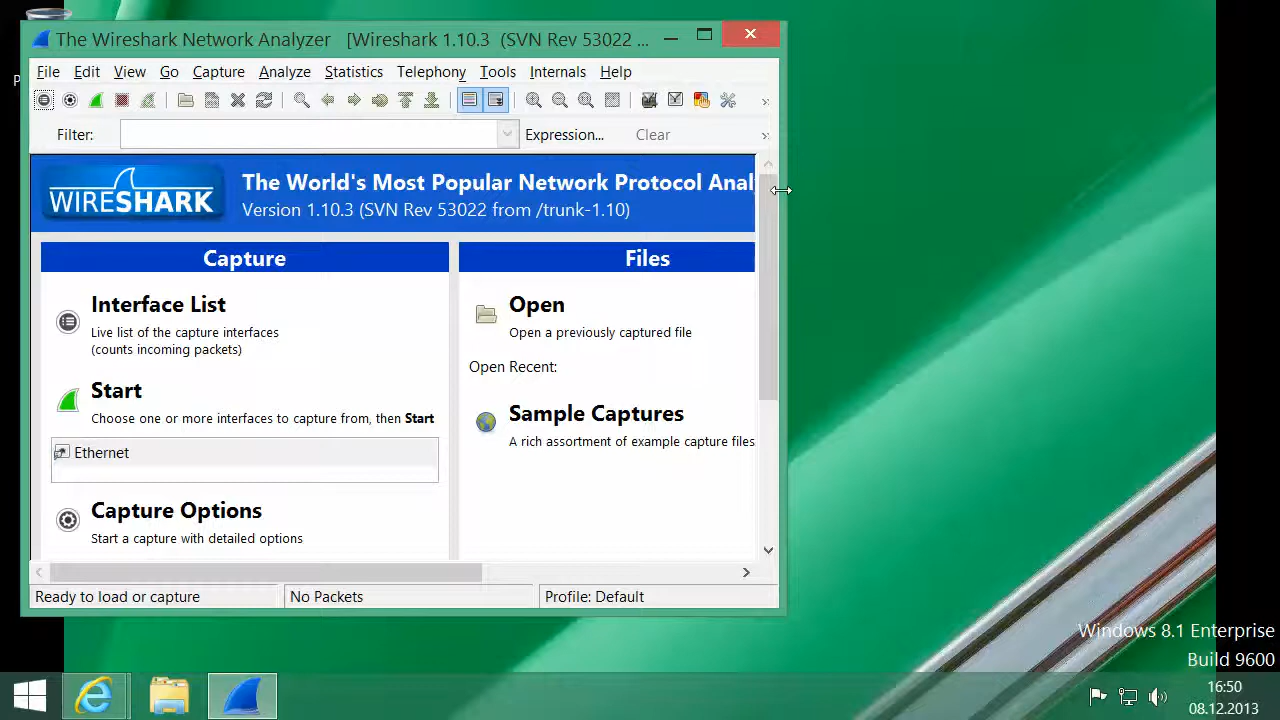 The Wireshark Network Analyzer [Wireshark 1.10.3 (SVN Rev 53022 ...
File Edit View Go Capture Analyze Statistics Telephony Tools Internals Help
Filter: Expression... Clear
WIRESHARK
The World's Most Popular Network Protocol Anal
Version 1.10.3 (SVN Rev 53022 from /trunk-1.10)
Capture
Interface List
Live list of the capture interfaces
(counts incoming packets)
Start
Choose one or more interfaces to capture from, then Start
Ethernet
Capture Options
Start a capture with detailed options
Files
Open
Open a previously captured file
Open Recent:
Sample Captures
A rich assortment of example capture files
Ready to load or capture No Packets Profile: Default
P
Windows 8.1 Enterprise
Build 9600
16:50
08.12.2013